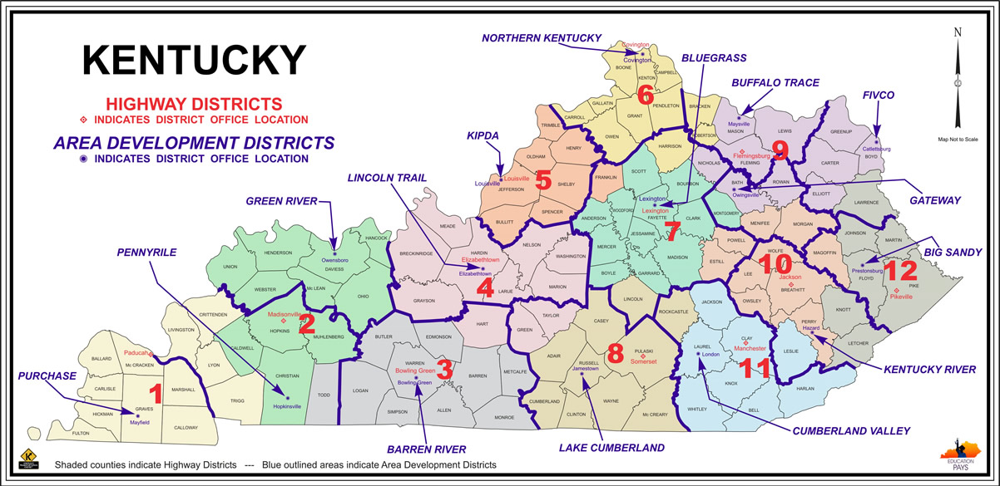 KENTUCKY
HIGHWAY DISTRICTS
INDICATES DISTRICT OFFICE LOCATION
AREA DEVELOPMENT DISTRICTS
INDICATES DISTRICT OFFICE LOCATION
NORTHERN KENTUCKY
BLUEGRASS
BUFFALO TRACE
FIVCO
KIPDA
LINCOLN TRAIL
GREEN RIVER
PENNYRILE
PURCHASE
BARREN RIVER
LAKE CUMBERLAND
CUMBERLAND VALLEY
KENTUCKY RIVER
BIG SANDY
GATEWAY
N
Map Not to Scale
Covington
Covington
BOONE
KENTON
CAMPBELL
6
GALLATIN
GRANT
PENDLETON
CARROLL
OWEN
BRACKEN
ROBERTSON
HARRISON
Maysville
MASON
LEWIS
9
Flemingsburg
FLEMING
NICHOLAS
GREENUP
Catlettsburg
BOYD
CARTER
BATH
ROWAN
Owingsville
ELLIOTT
LAWRENCE
TRIMBLE
HENRY
OLDHAM
Louisville
Louisville
5
JEFFERSON
SHELBY
SPENCER
BULLITT
FRANKLIN
SCOTT
BOURBON
Lexington
Lexington
FAYETTE
WOODFORD
ANDERSON
CLARK
7
MONTGOMERY
MENIFEE
MORGAN
JESSAMINE
MERCER
MADISON
BOYLE
GARRARD
POWELL
ESTILL
WOLFE
10
LEE
Jackson
BREATHITT
OWSLEY
MAGOFFIN
JOHNSON
MARTIN
Prestonsburg
FLOYD
12
PIKE
Pikeville
KNOTT
PERRY
Hazard
LETCHER
MEADE
BRECKINRIDGE
HARDIN
Elizabethtown
Elizabethtown
NELSON
WASHINGTON
4
LARUE
MARION
GRAYSON
HART
GREEN
TAYLOR
HANCOCK
HENDERSON
Owensboro
DAVIESS
UNION
WEBSTER
Mc LEAN
OHIO
CRITTENDEN
Madisonville
2
HOPKINS
MUHLENBERG
CALDWELL
LIVINGSTON
LYON
CHRISTIAN
Hopkinsville
TODD
TRIGG
BALLARD
Paducah
Mc CRACKEN
CARLISLE
1
MARSHALL
GRAVES
HICKMAN
Mayfield
FULTON
CALLOWAY
BUTLER
EDMONSON
WARREN
Bowling Green
Bowling Green
3
BARREN
METCALFE
LOGAN
SIMPSON
ALLEN
MONROE
LINCOLN
CASEY
ROCKCASTLE
ADAIR
RUSSELL
Jamestown
8
PULASKI
Somerset
CUMBERLAND
CLINTON
WAYNE
Mc CREARY
JACKSON
LAUREL
London
CLAY
Manchester
11
LESLIE
KNOX
WHITLEY
BELL
HARLAN
Shaded counties indicate Highway Districts --- Blue outlined areas indicate Area Development Districts
EDUCATION
PAYS